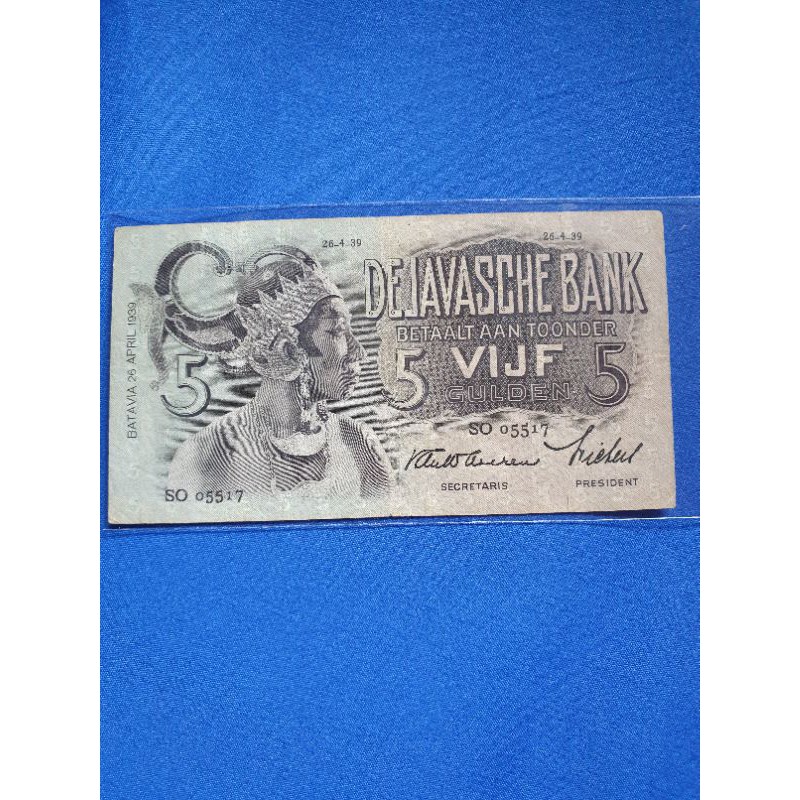 26-4-39
26-4-39
DE JAVASCHE BANK
BETAALT AAN TOONDER
5
5 VIJF 5
GULDEN
BATAVIA 26 APRIL 1939
SO 05517
SECRETARIS
PRESIDENT
SO 05517